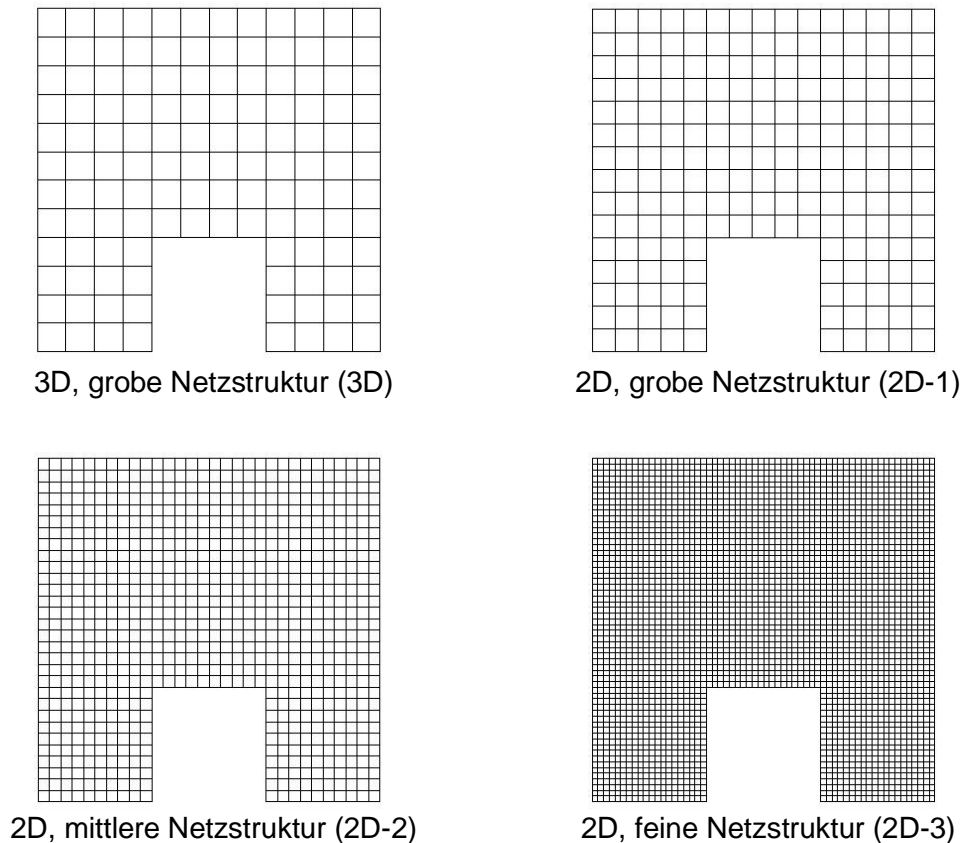 3D, grobe Netzstruktur (3D)
2D, grobe Netzstruktur (2D-1)
2D, mittlere Netzstruktur (2D-2)
2D, feine Netzstruktur (2D-3)